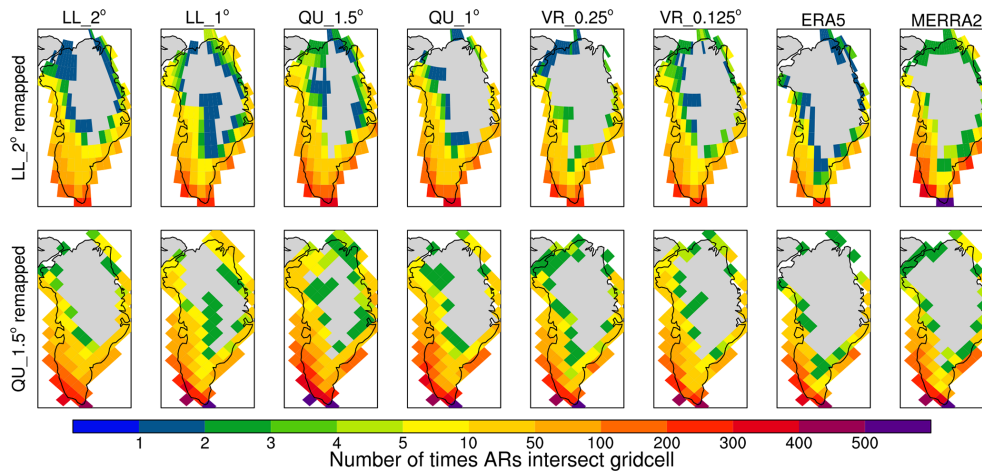 LL_2° LL_1° QU_1.5° QU_1° VR_0.25° VR_0.125° ERA5 MERRA2
LL_2° remapped
QU_1.5° remapped
1 2 3 4 5 10 50 100 200 300 400 500
Number of times ARs intersect gridcell